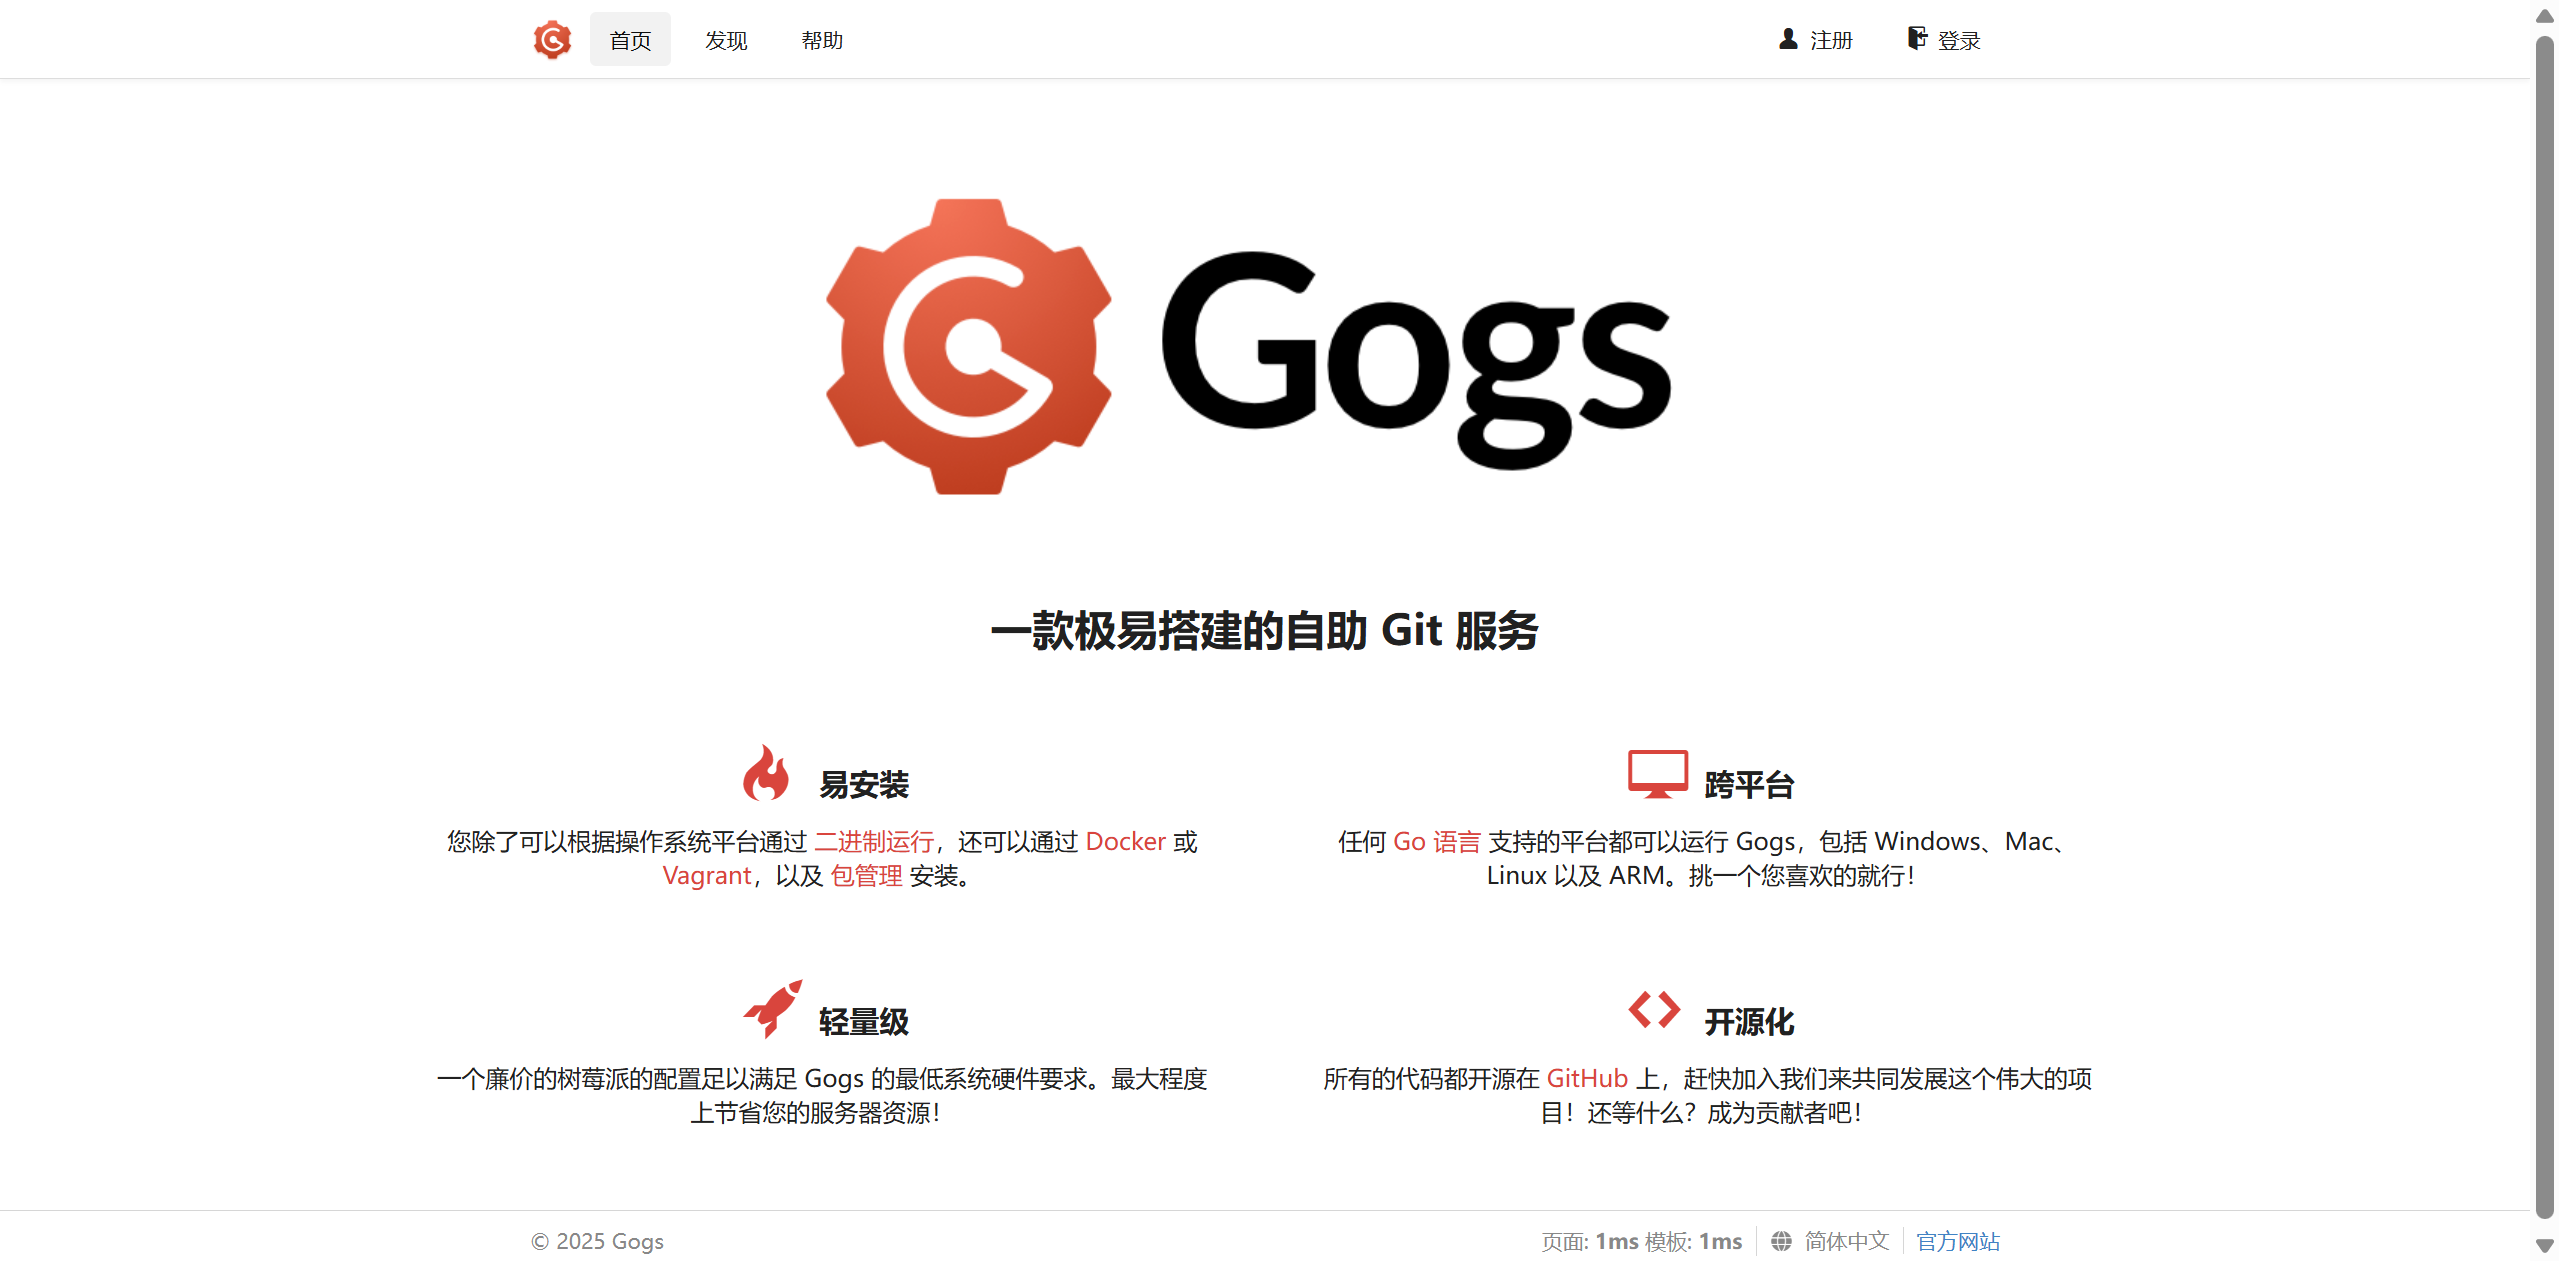 首页 发现 帮助 注册 登录
Gogs
一款极易搭建的自助 Git 服务
易安装
您除了可以根据操作系统平台通过 二进制运行，还可以通过 Docker 或
Vagrant，以及 包管理 安装。
跨平台
任何 Go 语言 支持的平台都可以运行 Gogs，包括 Windows、Mac、
Linux 以及 ARM。挑一个您喜欢的就行！
轻量级
一个廉价的树莓派的配置足以满足 Gogs 的最低系统硬件要求。最大程度
上节省您的服务器资源！
开源化
所有的代码都开源在 GitHub 上，赶快加入我们来共同发展这个伟大的项
目！还等什么？成为贡献者吧！
© 2025 Gogs 页面: 1ms 模板: 1ms 简体中文 官方网站